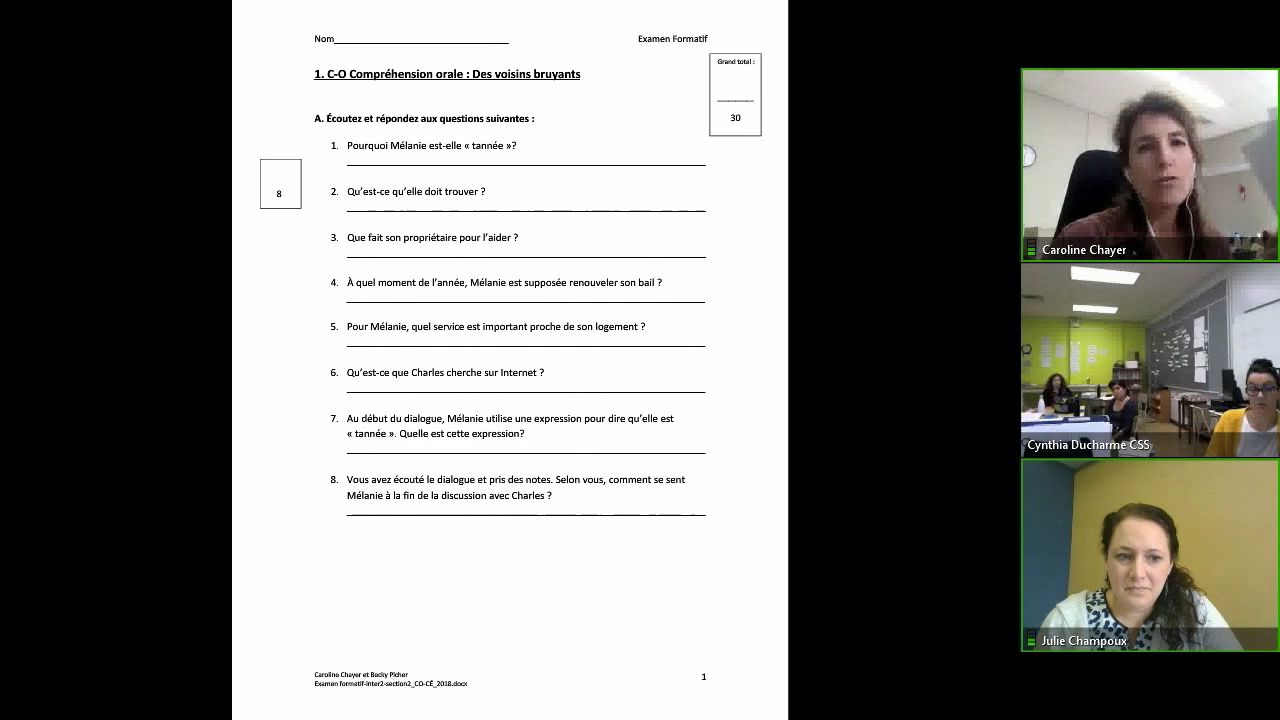 Nom
Examen Formatif
Grand total :
30
1. C-O Compréhension orale : Des voisins bruyants
A. Écoutez et répondez aux questions suivantes :
8
1. Pourquoi Mélanie est-elle « tannée »?
2. Qu'est-ce qu'elle doit trouver ?
3. Que fait son propriétaire pour l'aider ?
4. À quel moment de l'année, Mélanie est supposée renouveler son bail ?
5. Pour Mélanie, quel service est important proche de son logement ?
6. Qu'est-ce que Charles cherche sur Internet ?
7. Au début du dialogue, Mélanie utilise une expression pour dire qu'elle est
« tannée ». Quelle est cette expression?
8. Vous avez écouté le dialogue et pris des notes. Selon vous, comment se sent
Mélanie à la fin de la discussion avec Charles ?
Caroline Chayer et Becky Picher
Examen formatif-inter2-section2_CO-CÉ_2018.docx
1
Caroline Chayer
Cynthia Ducharme CSS
Julie Champoux